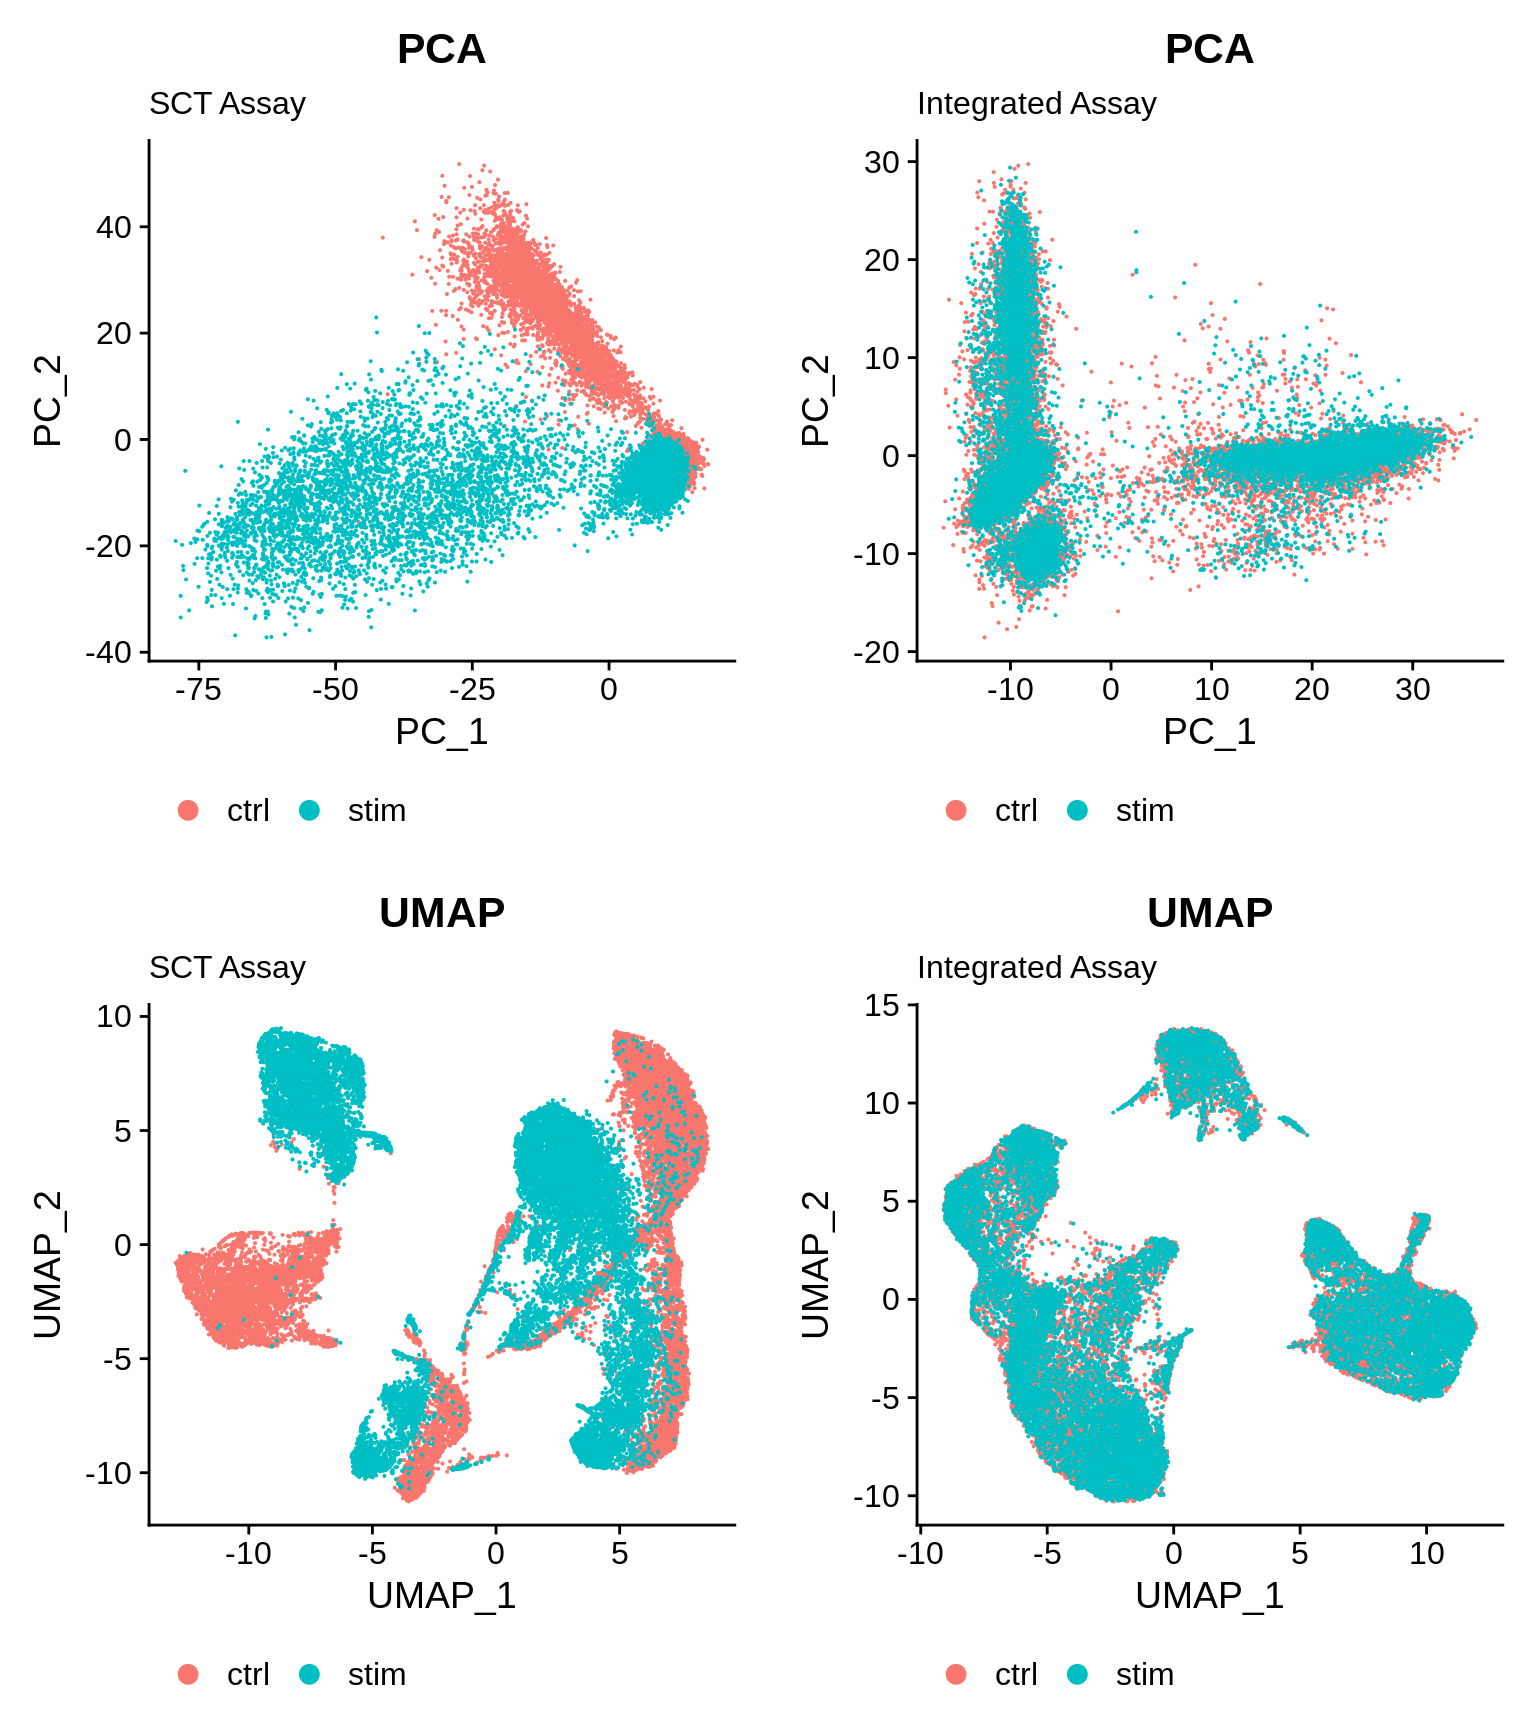 PCA
SCT Assay
40
20
0
-20
-40
PC_2
-75 -50 -25 0
PC_1
ctrl stim
PCA
Integrated Assay
30
20
10
0
-10
-20
PC_2
-10 0 10 20 30
PC_1
ctrl stim
UMAP
SCT Assay
10
5
0
-5
-10
UMAP_2
-10 -5 0 5
UMAP_1
ctrl stim
UMAP
Integrated Assay
15
10
5
0
-5
-10
UMAP_2
-10 -5 0 5 10
UMAP_1
ctrl stim